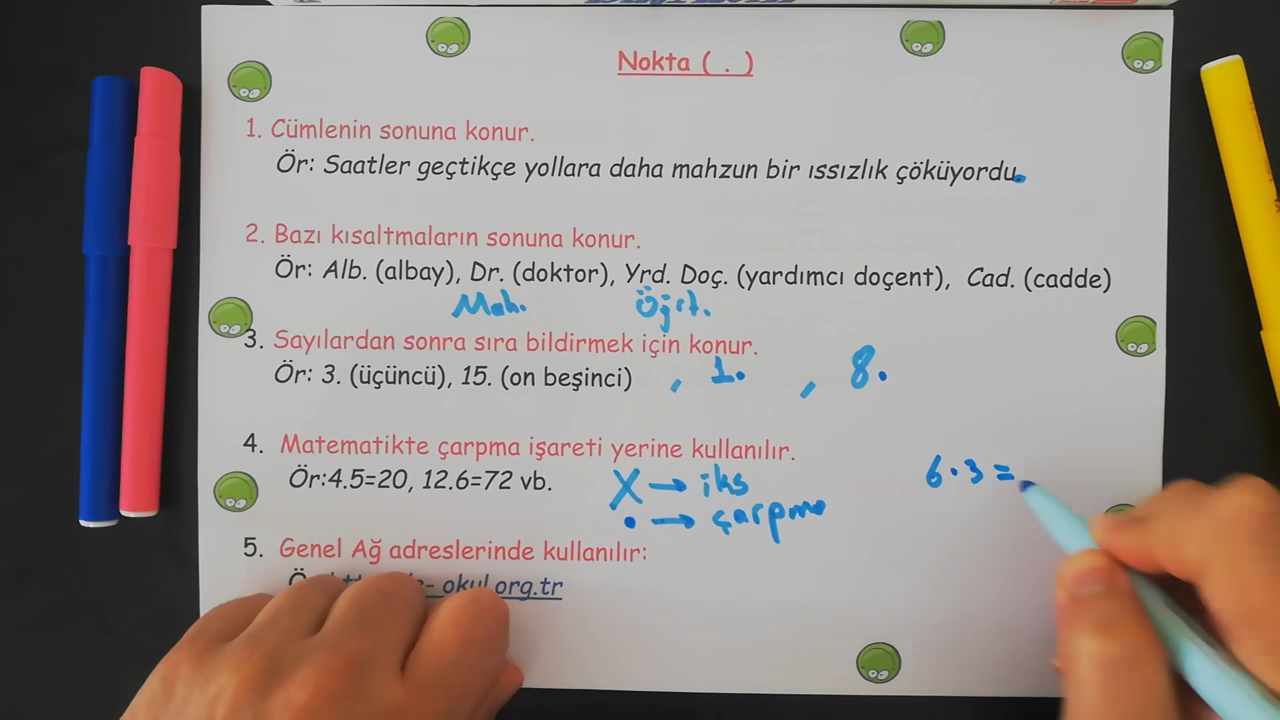 Nokta ( . )
1. Cümlenin sonuna konur.
Ör: Saatler geçtikçe yollara daha mahzun bir ıssızlık çöküyordu.
2. Bazı kısaltmaların sonuna konur.
Ör: Alb. (albay), Dr. (doktor), Yrd. Doç. (yardımcı doçent), Cad. (cadde)
Mah. Öğrt.
3. Sayılardan sonra sıra bildirmek için konur.
Ör: 3. (üçüncü), 15. (on beşinci) , 1. , 8.
4. Matematikte çarpma işareti yerine kullanılır.
Ör:4.5=20, 12.6=72 vb. X → iks 6·3=
• → çarpma
5. Genel Ağ adreslerinde kullanılır:
okul.org.tr